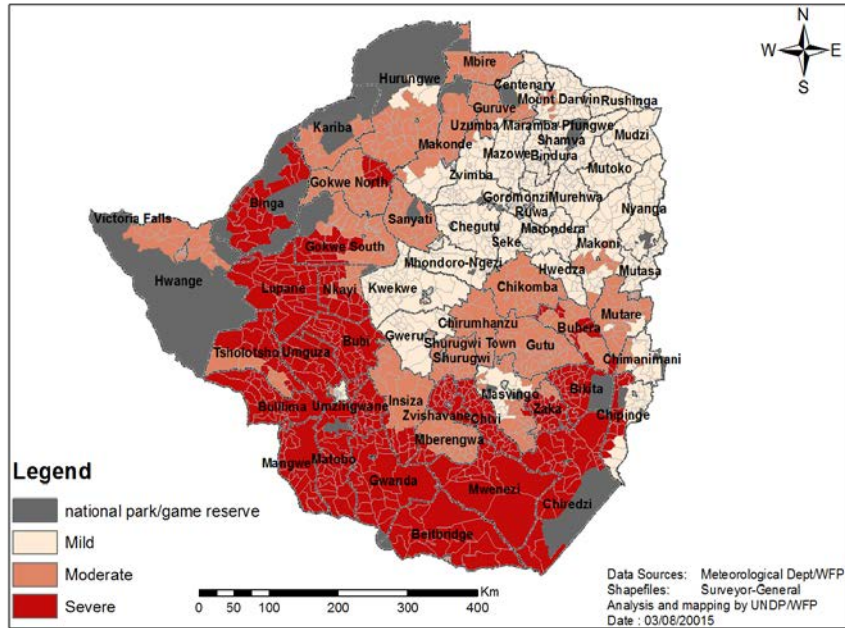 N
W E
S
Mbire
Hurungwe
Centenary
Mount Darwin
Rushinga
Guruve
Kariba
Uzumba Maramba Pfungwe
Mudzi
Makonde
Shamva
Mazowe
Bindura
Mutoko
Zvimba
Gokwe North
Binga
Goromonzi
Murehwa
Nyanga
Sanyati
Ruwa
Victoria Falls
Chegutu
Marondera
Gokwe South
Seke
Makoni
Mhondoro-Ngezi
Hwedza
Mutasa
Hwange
Lupane
Nkayi
Kwekwe
Chikomba
Mutare
Chirumhanzu
Buhera
Gweru
Bubi
Shurugwi Town
Gutu
Tsholotsho
Umguza
Shurugwi
Chimanimani
Bikita
Masvingo
Insiza
Bulilima
Umzingwane
Zvishavane
Chivi
Zaka
Chipinge
Mberengwa
Mangwe
Matobo
Gwanda
Mwenezi
Chiredzi
Beitbridge
Legend
national park/game reserve
Mild
Moderate
Severe
Km
0 50 100 200 300 400
Data Sources: Meteorological Dept/WFP
Shapefiles: Surveyor-General
Analysis and mapping by UNDP/WFP
Date : 03/08/20015